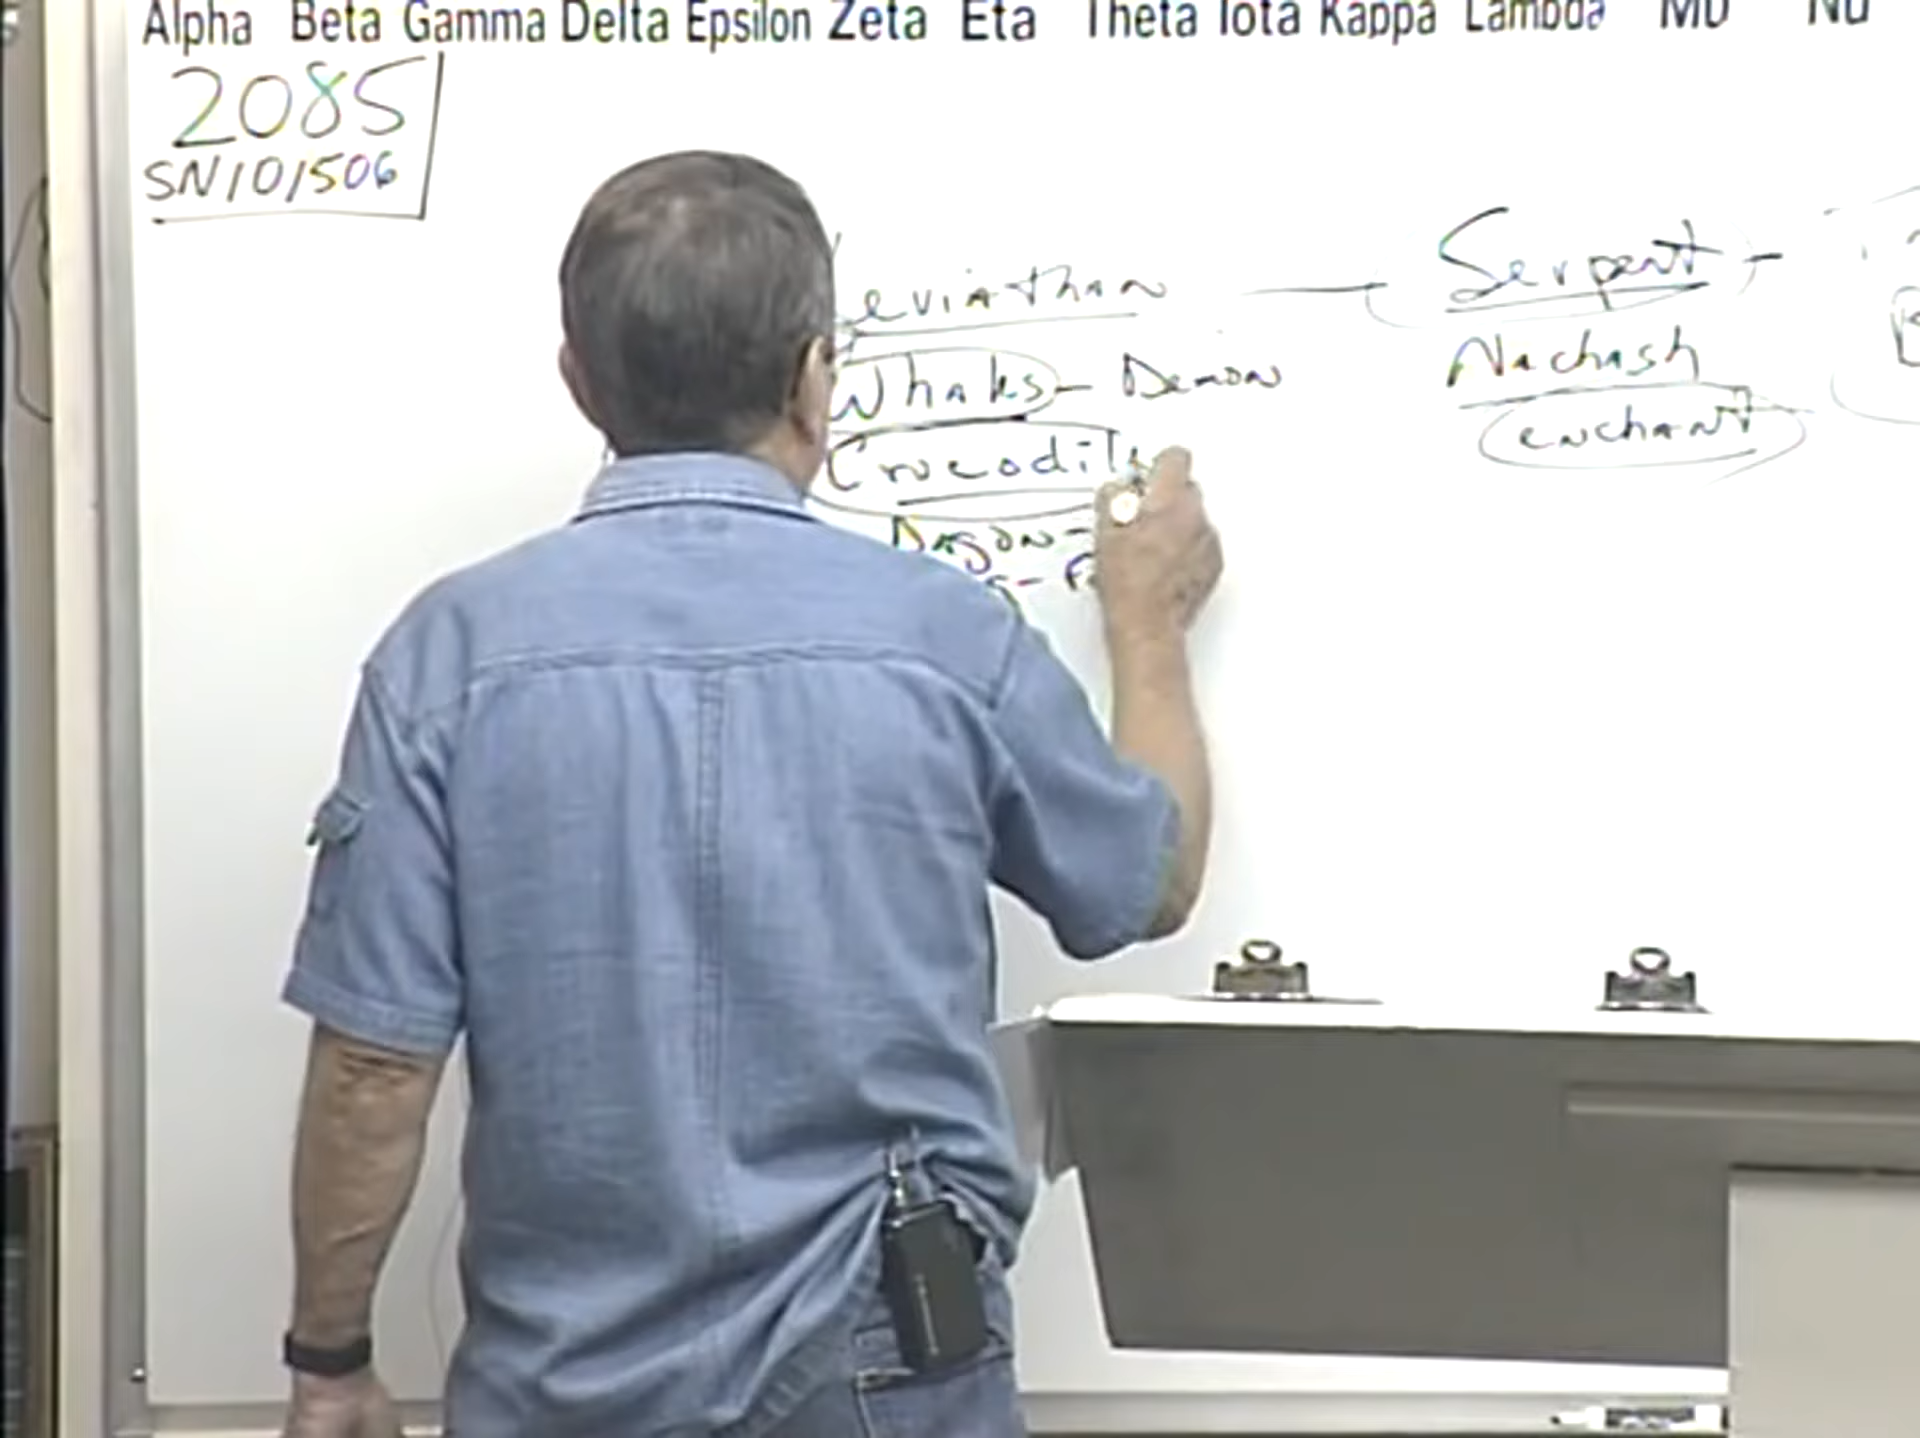 Alpha Beta Gamma Delta Epsilon Zeta Eta Theta Iota Kappa Lambda Mu Nu
2085
SN101506
Leviathan — Serpent -
Whales - Demon
Nachash
enchant
Crocodile
Dagon -